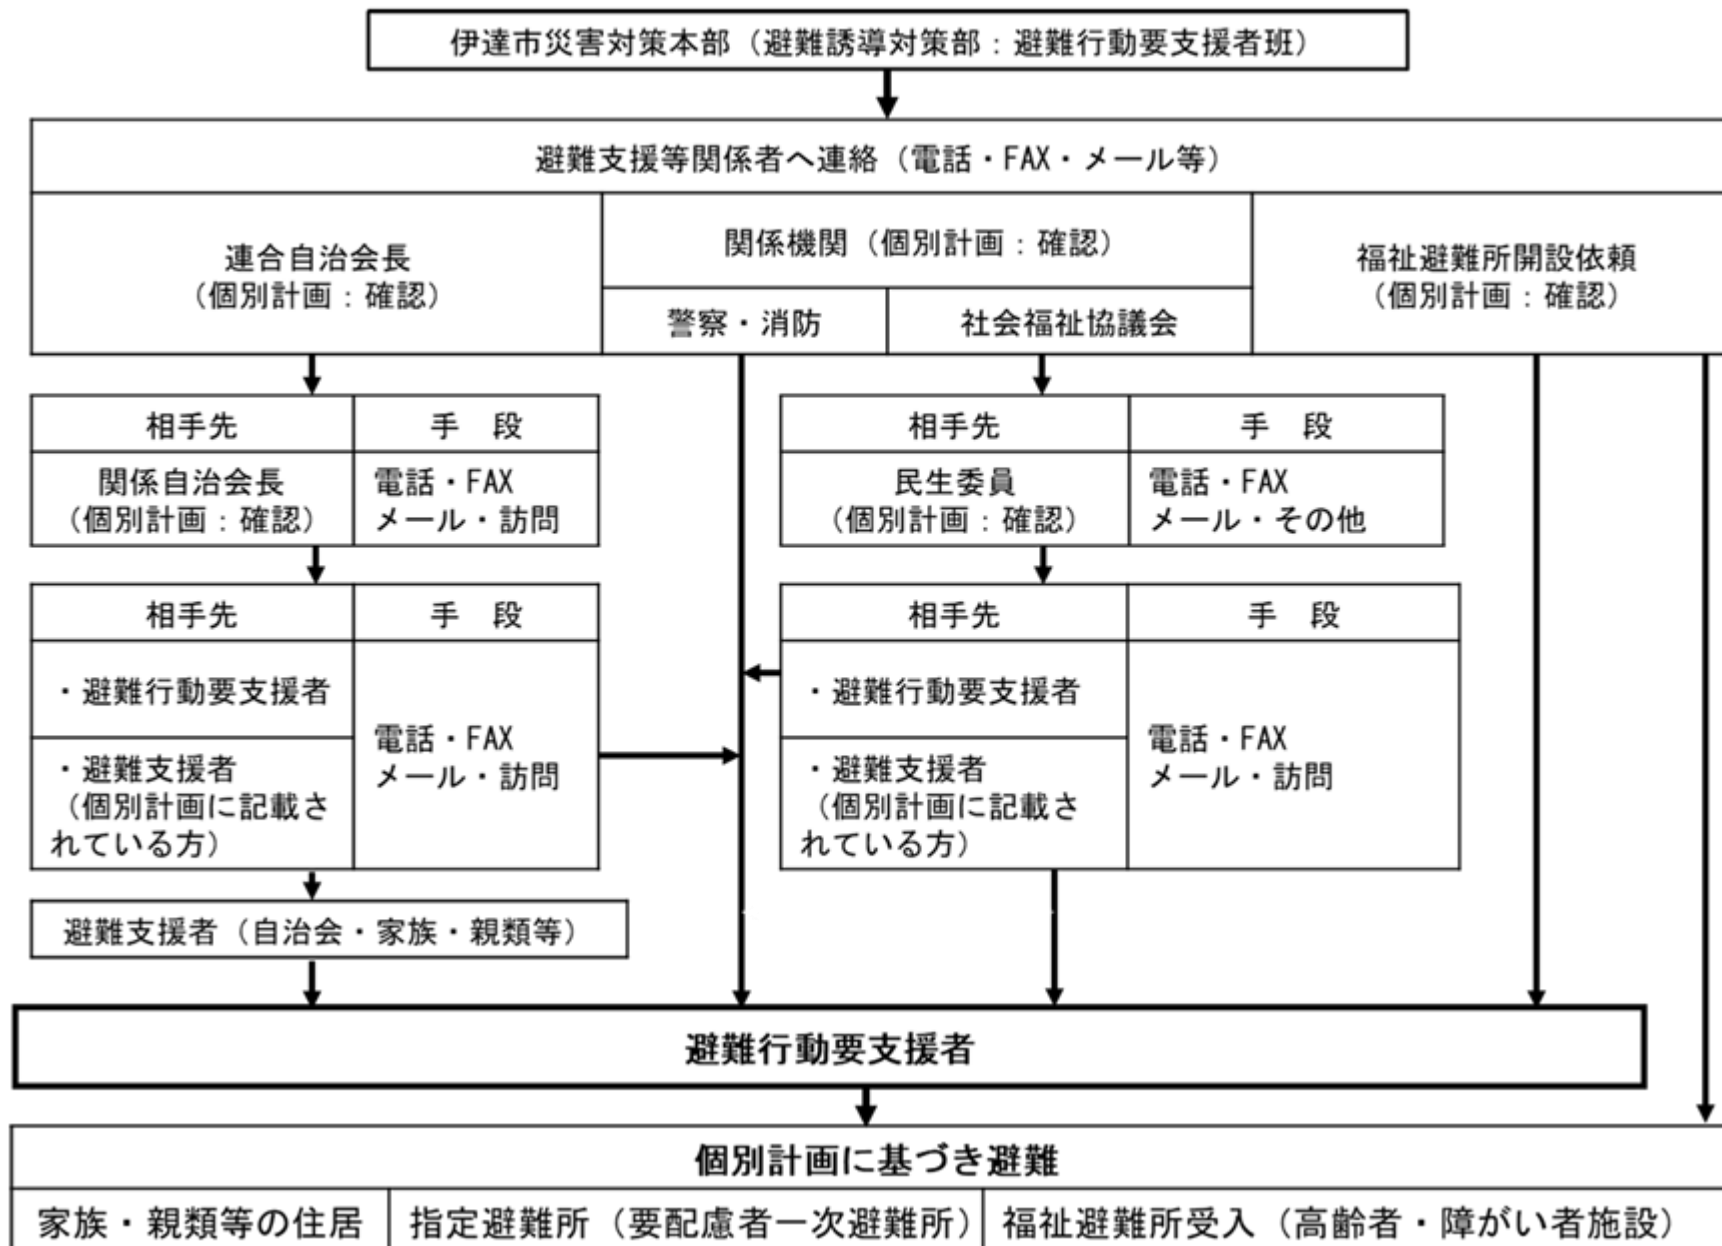 伊達市災害対策本部（避難誘導対策部：避難行動要支援者班）
避難支援等関係者へ連絡（電話・FAX・メール等）
連合自治会長
（個別計画：確認）
関係機関（個別計画：確認）
警察・消防
社会福祉協議会
福祉避難所開設依頼
（個別計画：確認）
相手先
手　段
関係自治会長
（個別計画：確認）
電話・FAX
メール・訪問
相手先
手　段
民生委員
（個別計画：確認）
電話・FAX
メール・その他
相手先
手　段
・避難行動要支援者
・避難支援者
（個別計画に記載さ
れている方）
電話・FAX
メール・訪問
相手先
手　段
・避難行動要支援者
・避難支援者
（個別計画に記載さ
れている方）
電話・FAX
メール・訪問
避難支援者（自治会・家族・親類等）
避難行動要支援者
個別計画に基づき避難
家族・親類等の住居
指定避難所（要配慮者一次避難所）
福祉避難所受入（高齢者・障がい者施設）